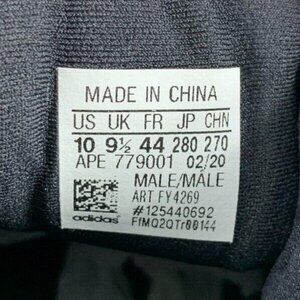 MADE IN CHINA
US UK FR JP CHN
10 9½ 44 280 270
APE 779001 02/20
MALE/MÂLE
ART FY4269
#125440692
adidas FfMQ2QTr00144